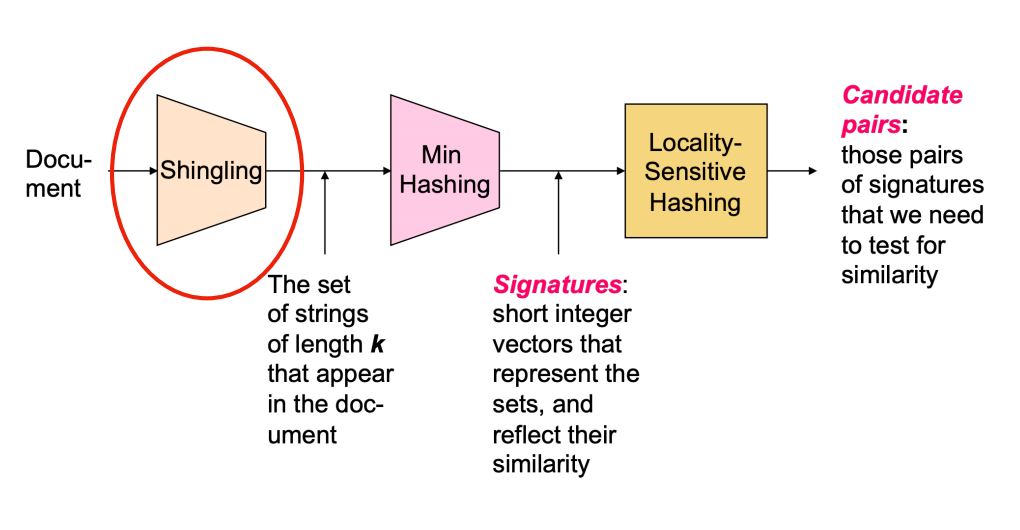 Docu-
ment
Shingling
The set
of strings
of length k
that appear
in the doc-
ument
Min
Hashing
Signatures:
short integer
vectors that
represent the
sets, and
reflect their
similarity
Locality-
Sensitive
Hashing
Candidate
pairs:
those pairs
of signatures
that we need
to test for
similarity